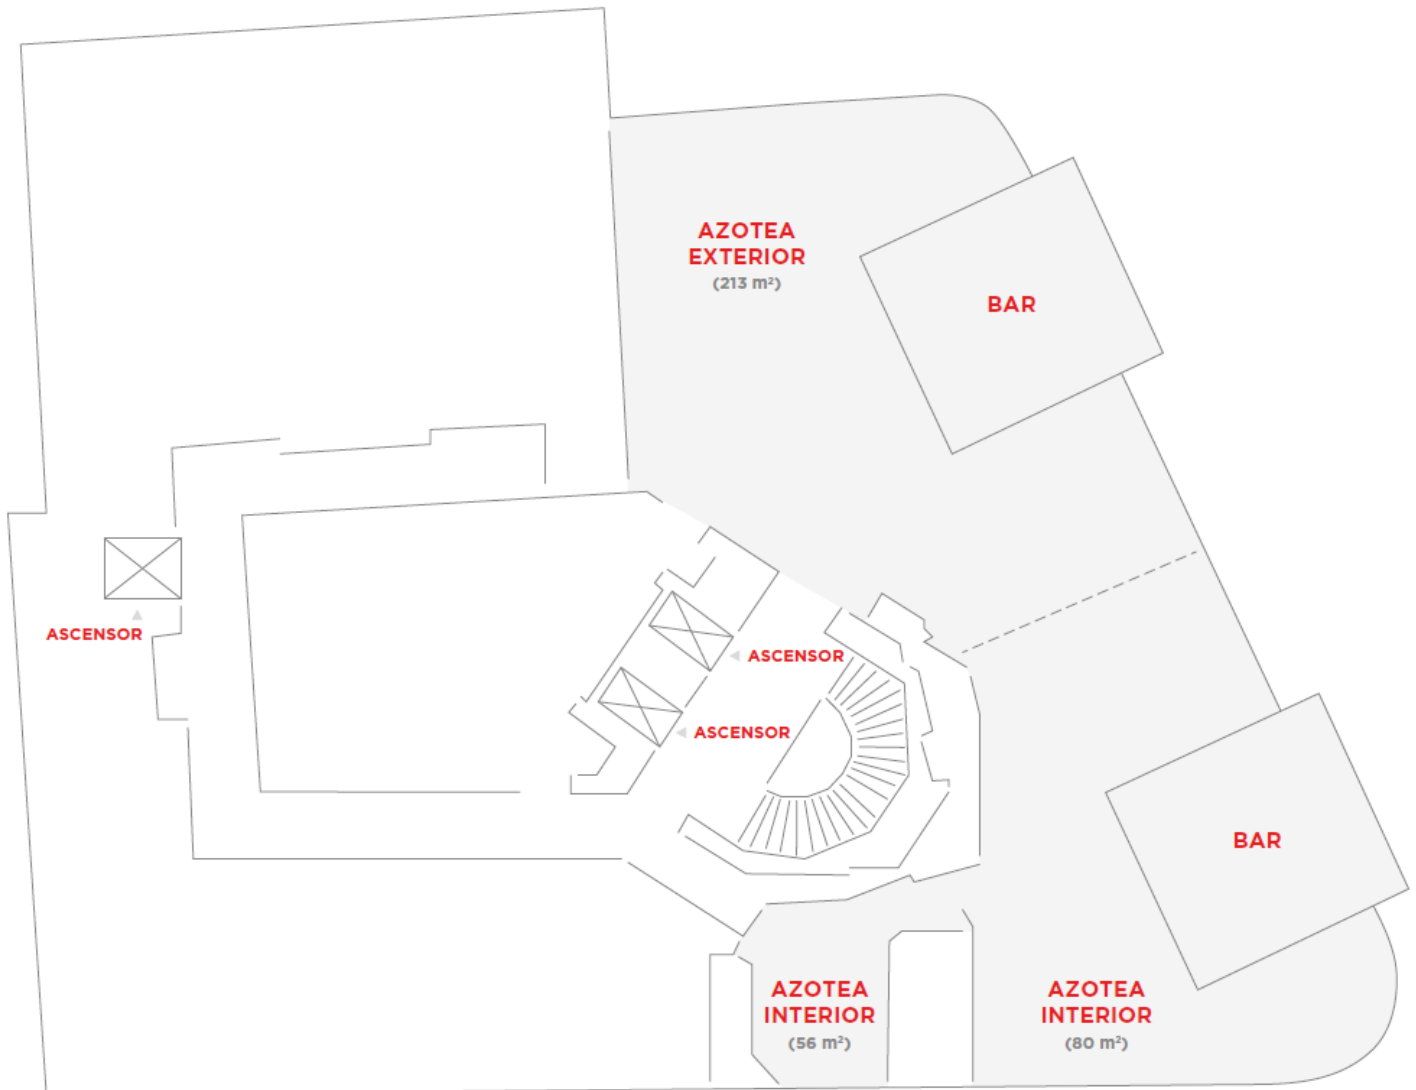 AZOTEA
EXTERIOR
(213 m²)
BAR
ASCENSOR
ASCENSOR
ASCENSOR
BAR
AZOTEA
INTERIOR
(56 m²)
AZOTEA
INTERIOR
(80 m²)